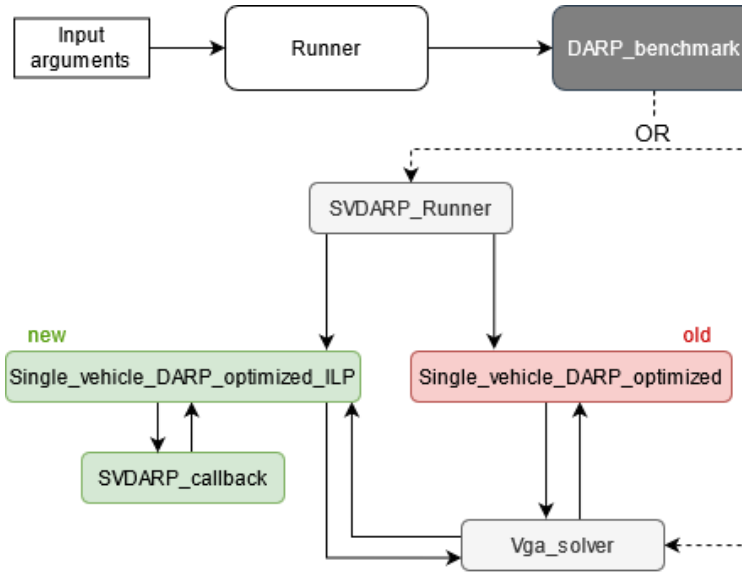 Input
arguments
Runner
DARP_benchmark
OR
SVDARP_Runner
new
old
Single_vehicle_DARP_optimized_ILP
Single_vehicle_DARP_optimized
SVDARP_callback
Vga_solver